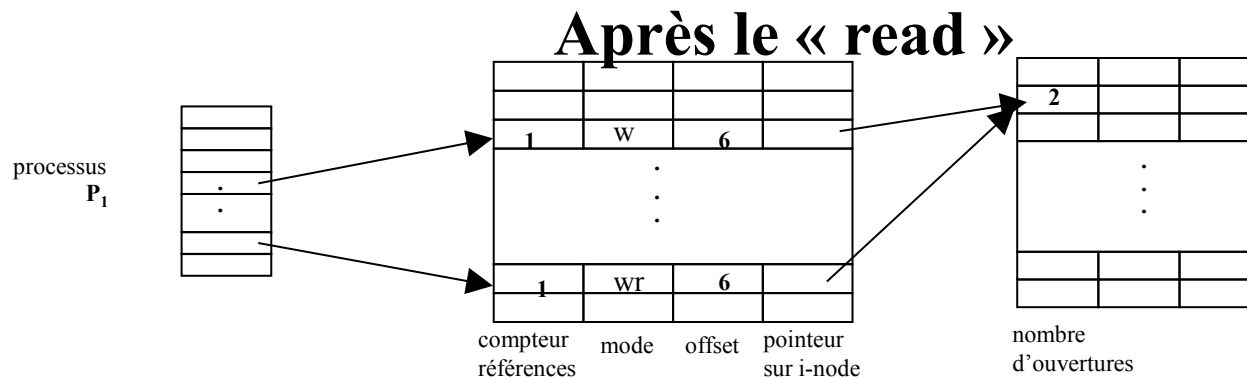 Après le « read »
2
1 w 6
processus
P1
1 wr 6
compteur
références
mode
offset
pointeur
sur i-node
nombre
d'ouvertures